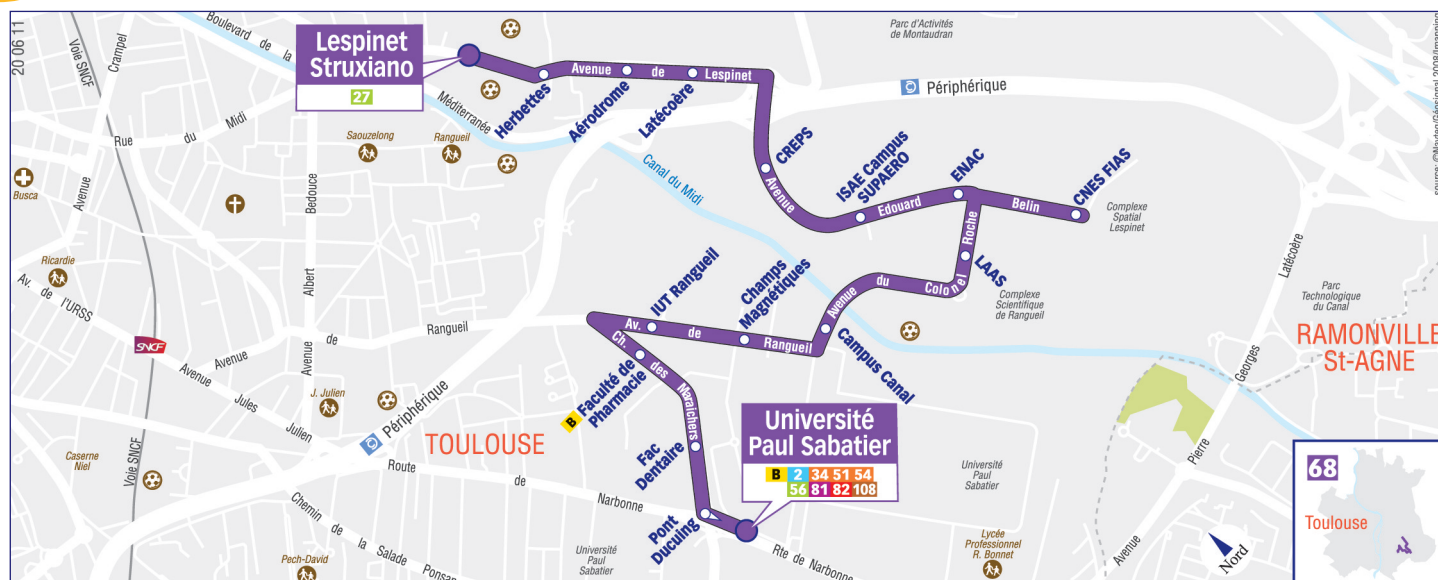 20 06 11
Voie SNCF
Crampel
Avenue
Boulevard de la
Méditerranée
Rue du Midi
Lespinet
Struxiano
27
Herbettes
Avenue de Lespinet
Aérodrome
Latécoère
Parc d'Activités
de Montaudran
Périphérique
Saouzelong
Rangueil
Busca
Canal du Midi
CREPS
Avenue Edouard Belin
ISAE Campus
SUPAERO
ENAC
CNES FIAS
Complexe
Spatial
Lespinet
Bedouce
Albert
Avenue
Ricardie
Av. de l'URSS
SNCF
Avenue
Jules
Julien
Avenue de Rangueil
IUT Rangueil
Champs
Magnétiques
Av. de Rangueil
Avenue du Colonel Roche
LAAS
Complexe
Scientifique
de Rangueil
Campus Canal
Latécoère
Georges
Pierre
Avenue
Parc
Technologique
du Canal
RAMONVILLE
St-AGNE
J. Julien
Périphérique
TOULOUSE
B
Faculté de
Pharmacie
Ch. des Maraichers
Fac
Dentaire
Pont
Ducuing
Université
Paul Sabatier
B 2 34 51 54
56 81 82 108
Caserne
Niel
Voie SNCF
Route de Narbonne
Rte de Narbonne
Chemin de la Salade Ponsan
Pech-David
Université
Paul
Sabatier
Université
Paul
Sabatier
Lycée
Professionnel
R. Bonnet
Nord
68
Toulouse